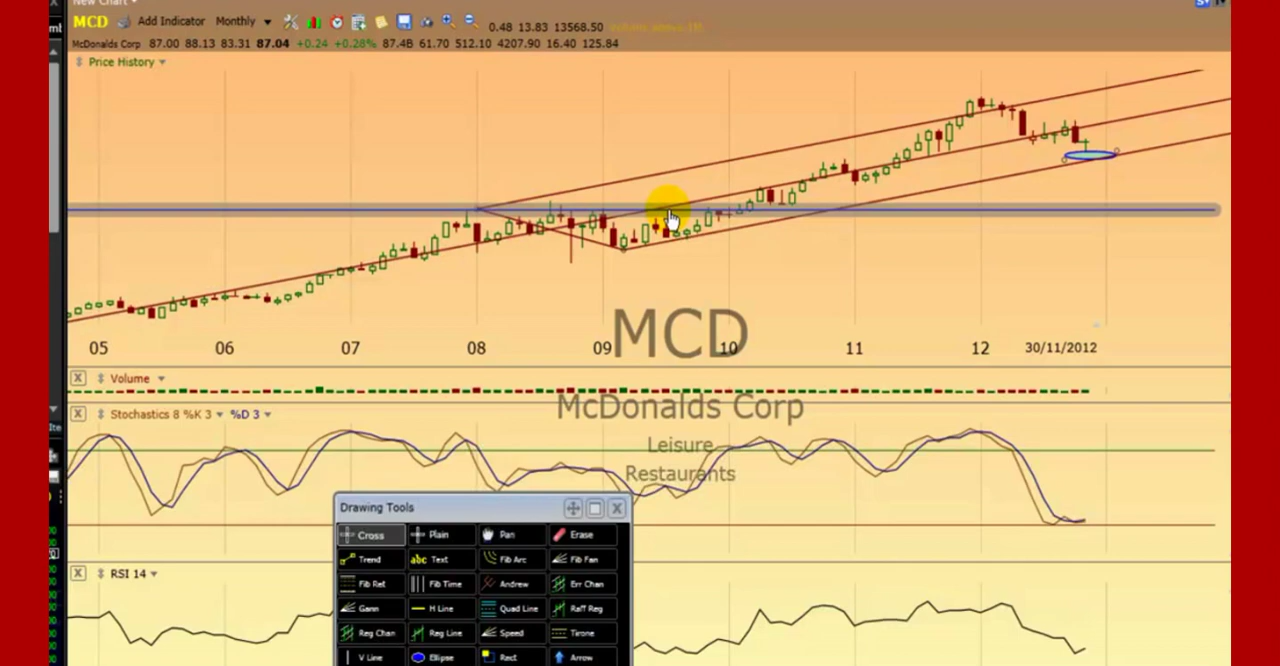 New Chart
MCD Add Indicator Monthly 0.48 13.83 13568.50
McDonalds Corp 87.00 88.13 83.31 87.04 +0.24 +0.28% 87.4B 61.70 512.10 4207.90 16.40 125.84
Price History
MCD
05 06 07 08 09 10 11 12 30/11/2012
X Volume
McDonalds Corp
X Stochastics 8 %K 3 %D 3
Leisure
Restaurants
Drawing Tools X
Cross Plain Pan Erase
Trend abc Text Fib Arc Fib Fan
X RSI 14
Fib Ret Fib Time Andrew Err Chan
Gann H Line Quad Line Raff Reg
Reg Chan Reg Line Speed Tirone
V Line Ellipse Rect Arrow